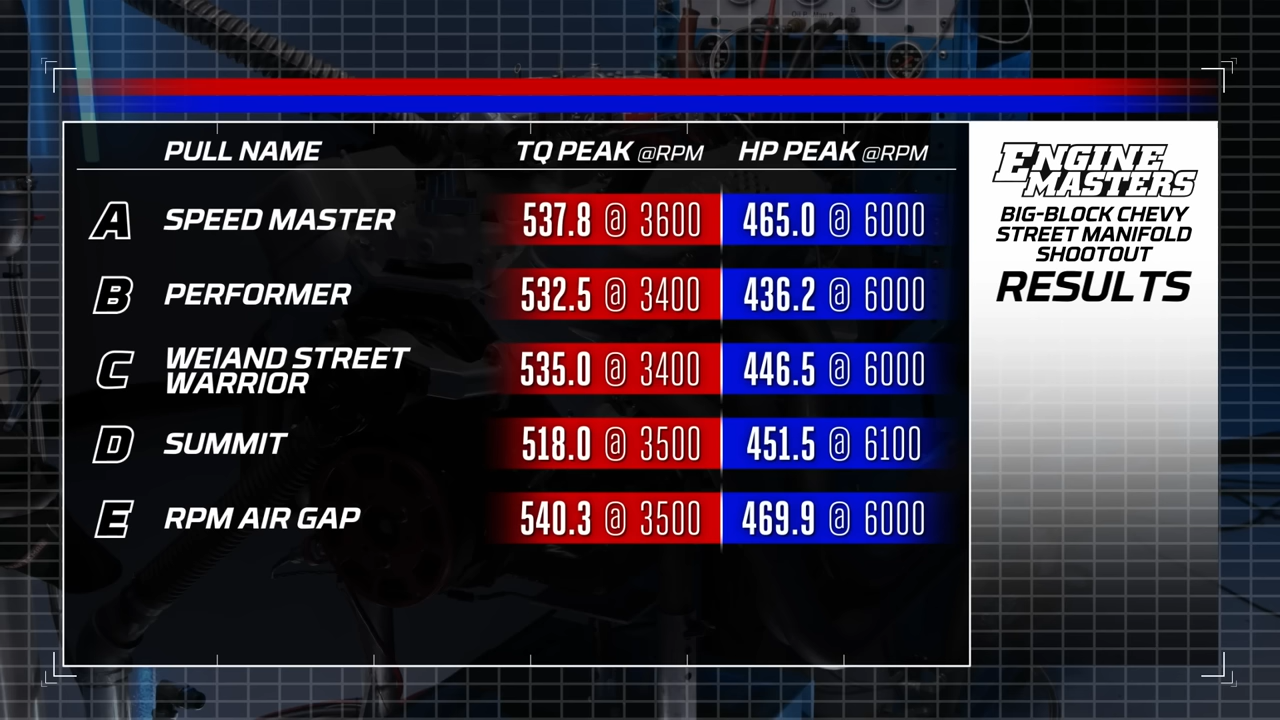 PULL NAME TQ PEAK @RPM HP PEAK @RPM
A SPEED MASTER 537.8 @ 3600 465.0 @ 6000
B PERFORMER 532.5 @ 3400 436.2 @ 6000
C WEIAND STREET WARRIOR 535.0 @ 3400 446.5 @ 6000
D SUMMIT 518.0 @ 3500 451.5 @ 6100
E RPM AIR GAP 540.3 @ 3500 469.9 @ 6000
ENGINE
MASTERS
BIG-BLOCK CHEVY
STREET MANIFOLD
SHOOTOUT
RESULTS